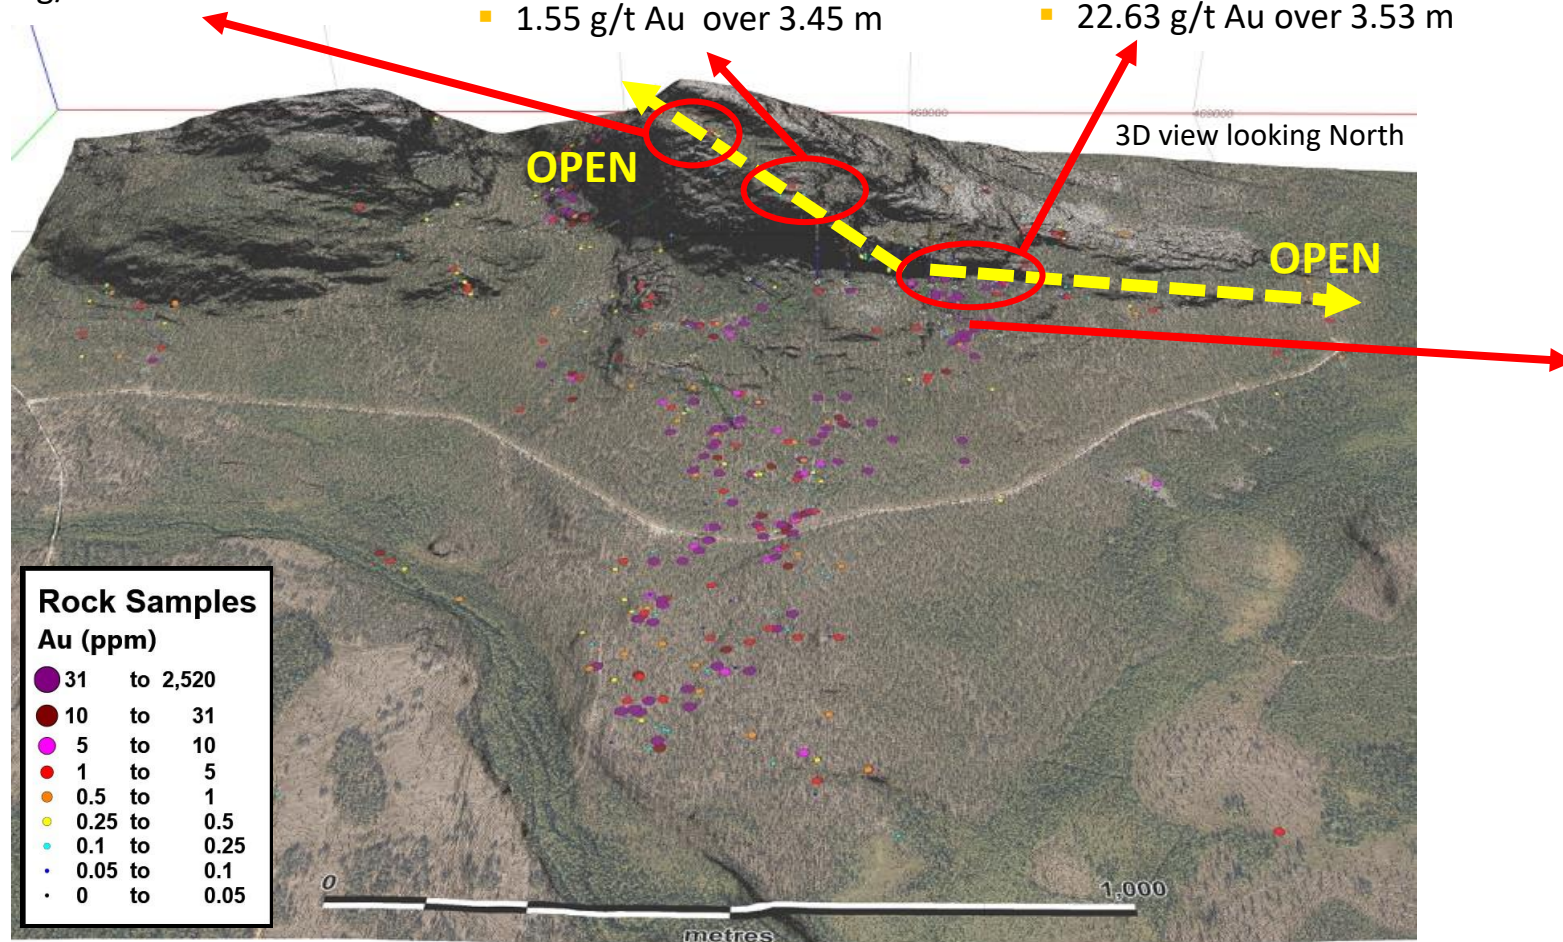 1.55 g/t Au over 3.45 m
22.63 g/t Au over 3.53 m
3D view looking North
OPEN
OPEN
Rock Samples
Au (ppm)
31 to 2,520
10 to 31
5 to 10
1 to 5
0.5 to 1
0.25 to 0.5
0.1 to 0.25
0.05 to 0.1
0 to 0.05
0
1,000
metres